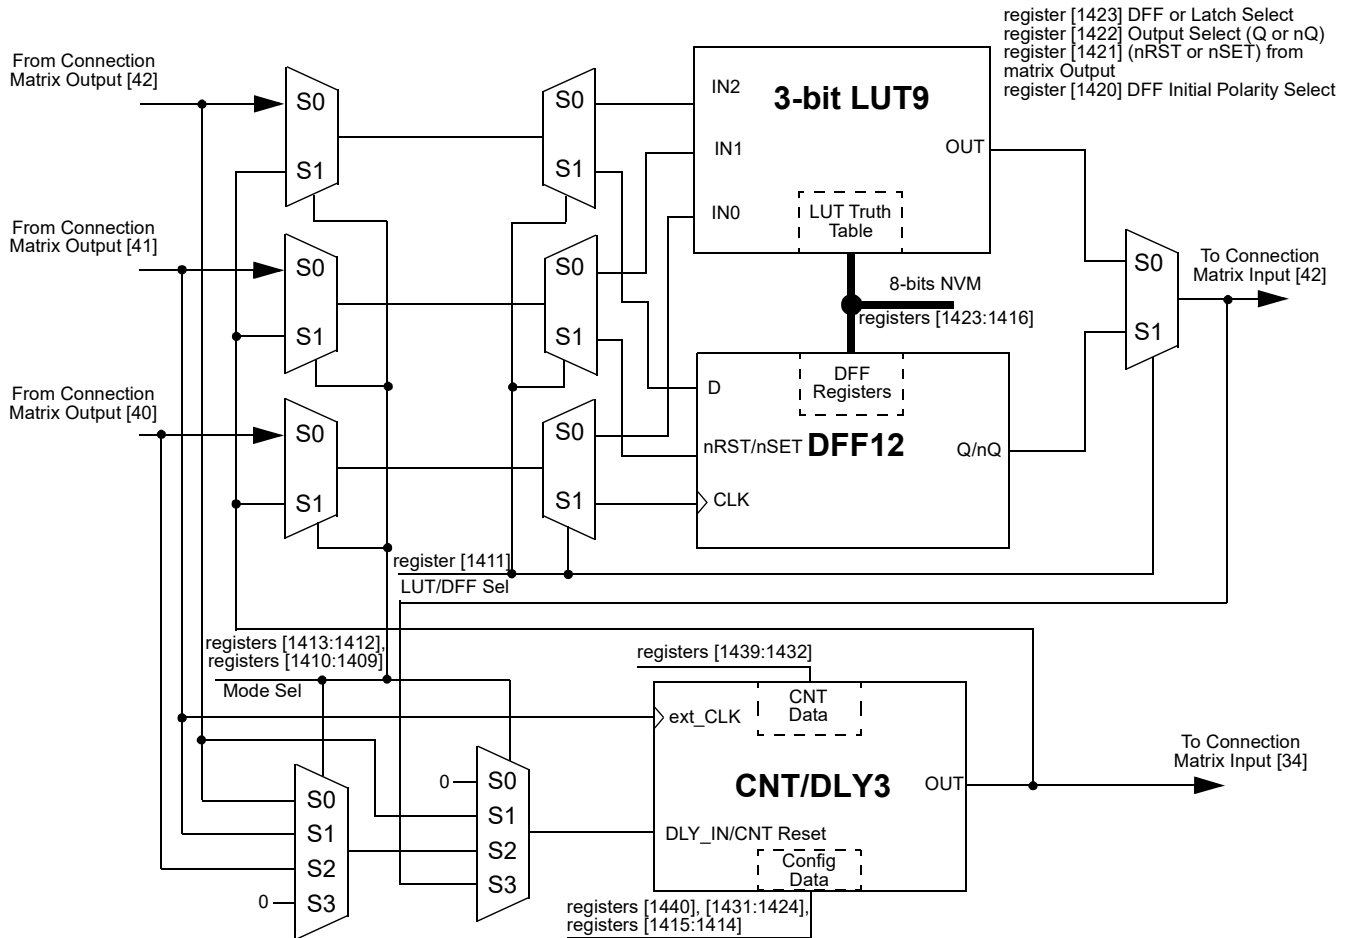 register [1423] DFF or Latch Select
register [1422] Output Select (Q or nQ)
register [1421] (nRST or nSET) from
matrix Output
register [1420] DFF Initial Polarity Select
From Connection
Matrix Output [42]
S0
S1
S0
S1
IN2
3-bit LUT9
IN1
OUT
IN0
LUT Truth
Table
From Connection
Matrix Output [41]
S0
S1
S0
S1
8-bits NVM
registers [1423:1416]
S0
S1
To Connection
Matrix Input [42]
From Connection
Matrix Output [40]
S0
S1
S0
S1
D
DFF
Registers
nRST/nSET
DFF12
Q/nQ
CLK
register [1411]
LUT/DFF Sel
registers [1413:1412],
registers [1410:1409]
Mode Sel
registers [1439:1432]
ext_CLK
CNT
Data
CNT/DLY3
OUT
To Connection
Matrix Input [34]
DLY_IN/CNT Reset
Config
Data
0
S0
S1
S2
S3
S0
S1
S2
0
S3
registers [1440], [1431:1424],
registers [1415:1414]